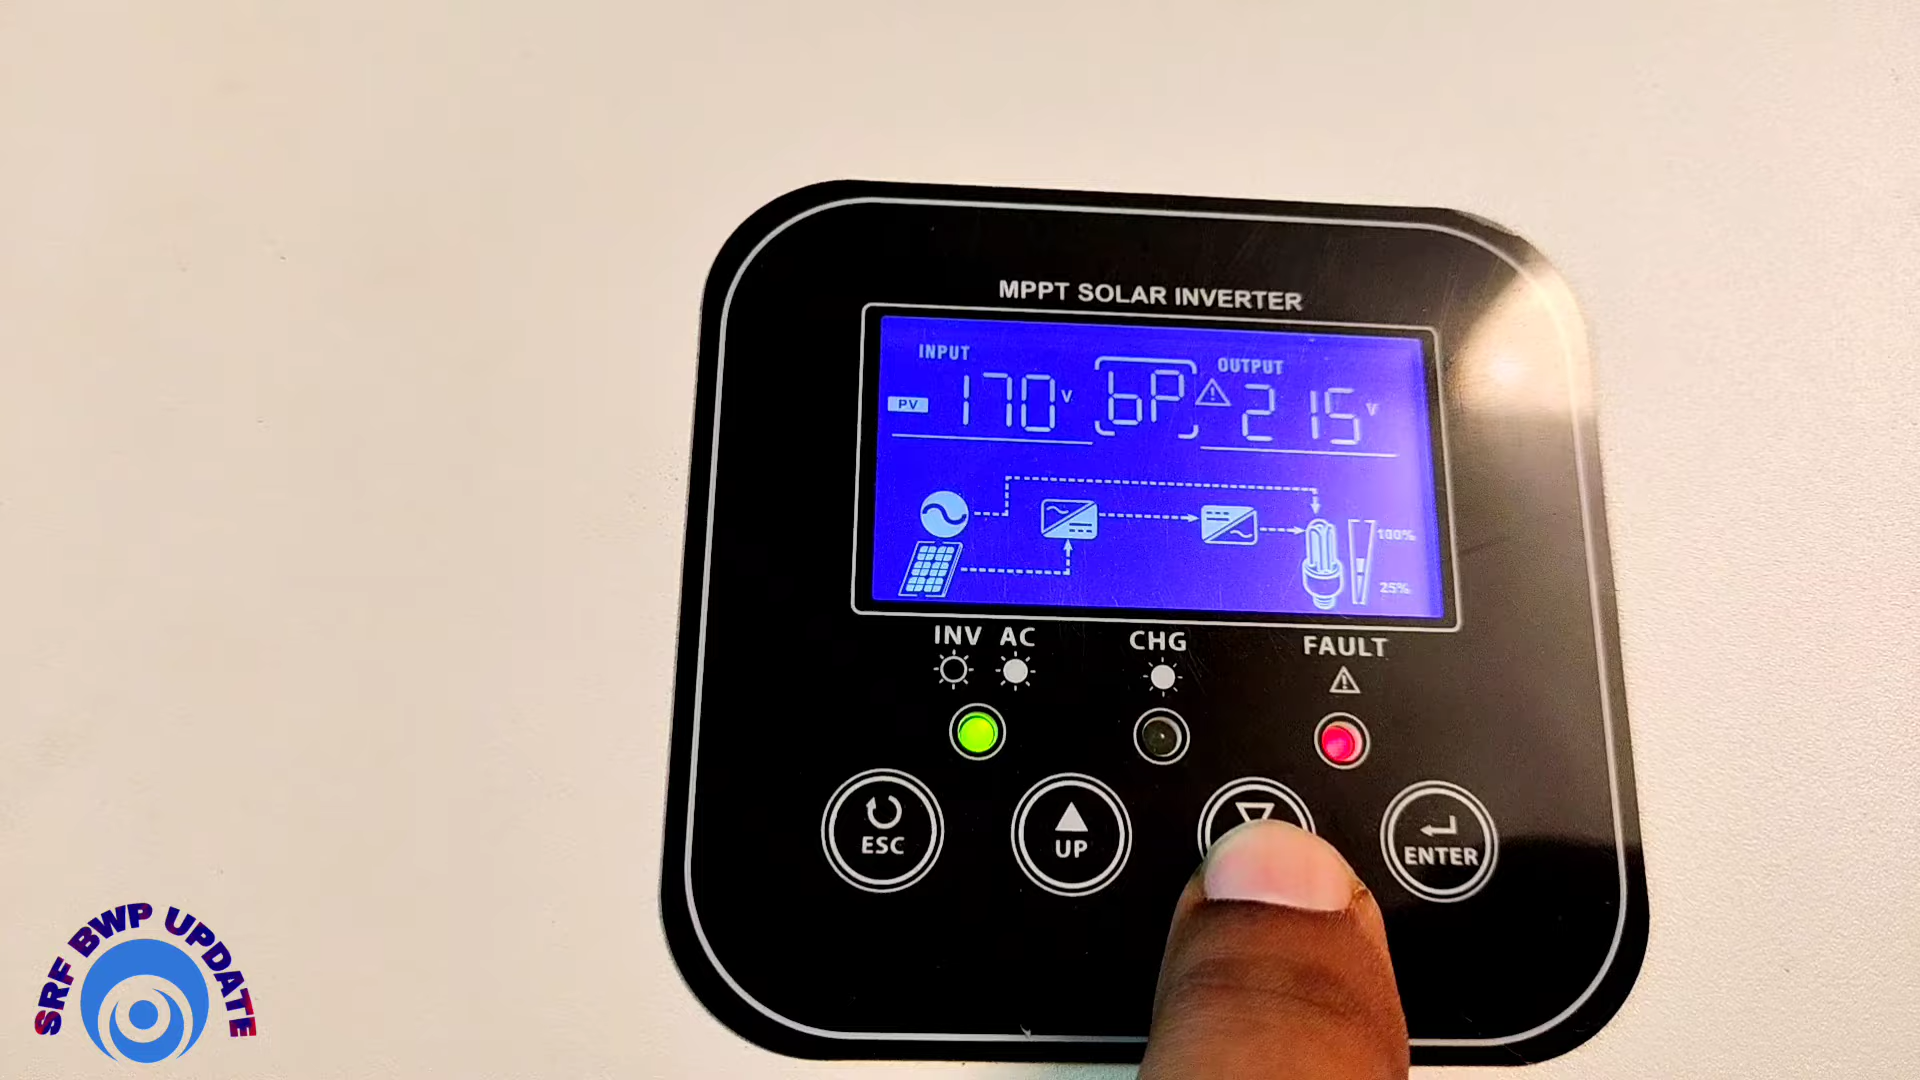 MPPT SOLAR INVERTER
INPUT
OUTPUT
PV
170V
bP
215V
100%
25%
INV AC
CHG
FAULT
ESC
UP
ENTER
SRF BWP UPDATE